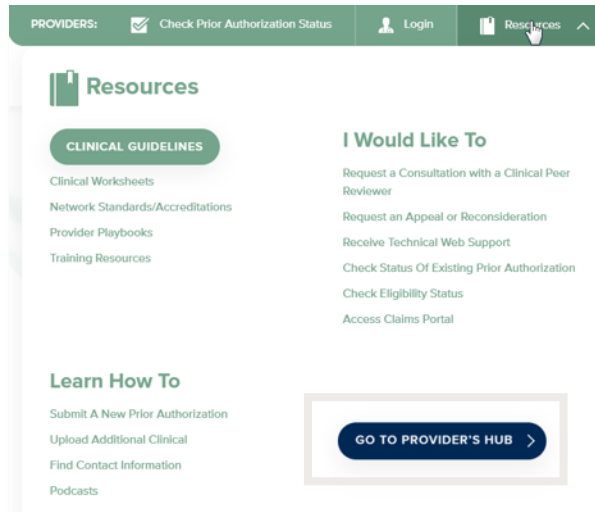 PROVIDERS:
Check Prior Authorization Status
Login
Resources
Resources
CLINICAL GUIDELINES
Clinical Worksheets
Network Standards/Accreditations
Provider Playbooks
Training Resources
I Would Like To
Request a Consultation with a Clinical Peer
Reviewer
Request an Appeal or Reconsideration
Receive Technical Web Support
Check Status Of Existing Prior Authorization
Check Eligibility Status
Access Claims Portal
Learn How To
Submit A New Prior Authorization
Upload Additional Clinical
Find Contact Information
Podcasts
GO TO PROVIDER'S HUB